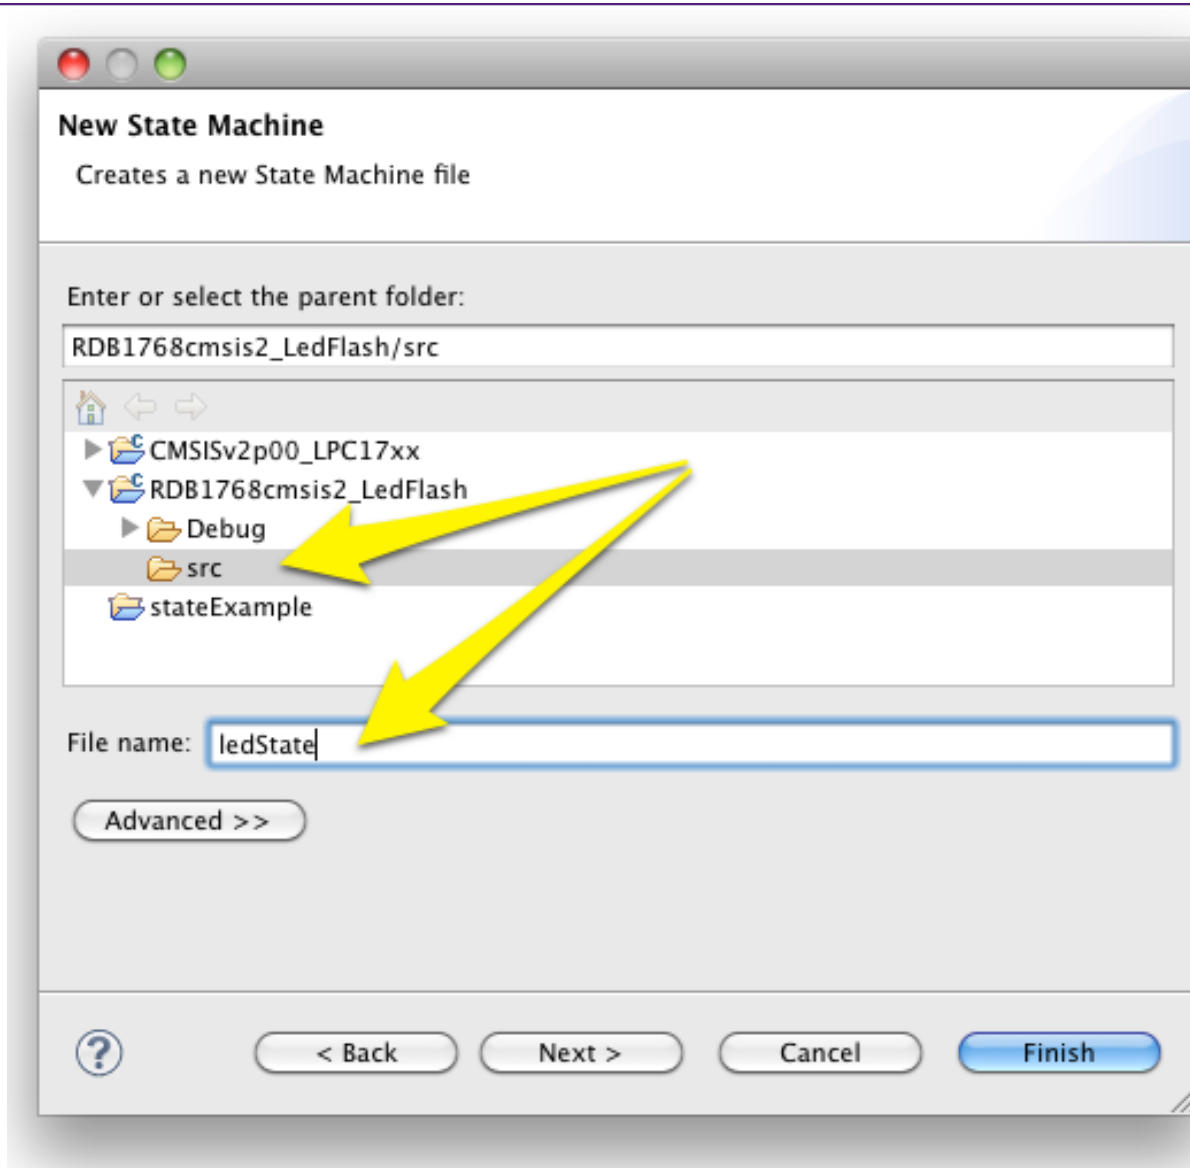 New State Machine
Creates a new State Machine file
Enter or select the parent folder:
RDB1768cmsis2_LedFlash/src
CMSISv2p00_LPC17xx
RDB1768cmsis2_LedFlash
Debug
src
stateExample
File name: ledState
Advanced >>
? < Back Next > Cancel Finish